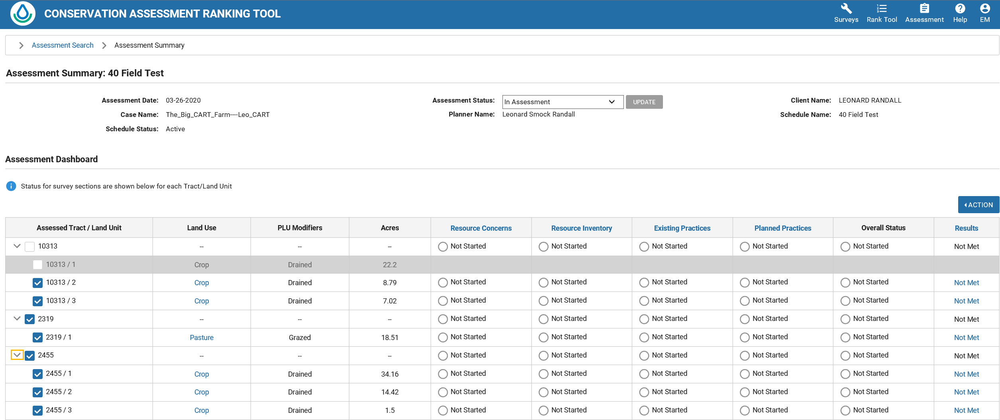 CONSERVATION ASSESSMENT RANKING TOOL
Surveys Rank Tool Assessment Help EM
Assessment Search Assessment Summary
Assessment Summary: 40 Field Test
Assessment Date: 03-26-2020 Assessment Status: In Assessment UPDATE Client Name: LEONARD RANDALL
Case Name: The_Big_CART_Farm----Leo_CART Planner Name: Leonard Smock Randall Schedule Name: 40 Field Test
Schedule Status: Active
Assessment Dashboard
Status for survey sections are shown below for each Tract/Land Unit
ACTION
Assessed Tract / Land Unit Land Use PLU Modifiers Acres Resource Concerns Resource Inventory Existing Practices Planned Practices Overall Status Results
10313 -- -- -- Not Started Not Started Not Started Not Started Not Started Not Met
10313 / 1 Crop Drained 22.2
10313 / 2 Crop Drained 8.79 Not Started Not Started Not Started Not Started Not Started Not Met
10313 / 3 Crop Drained 7.02 Not Started Not Started Not Started Not Started Not Started Not Met
2319 -- -- -- Not Started Not Started Not Started Not Started Not Started Not Met
2319 / 1 Pasture Grazed 18.51 Not Started Not Started Not Started Not Started Not Started Not Met
2455 -- -- -- Not Started Not Started Not Started Not Started Not Started Not Met
2455 / 1 Crop Drained 34.16 Not Started Not Started Not Started Not Started Not Started Not Met
2455 / 2 Crop Drained 14.42 Not Started Not Started Not Started Not Started Not Started Not Met
2455 / 3 Crop Drained 1.5 Not Started Not Started Not Started Not Started Not Started Not Met